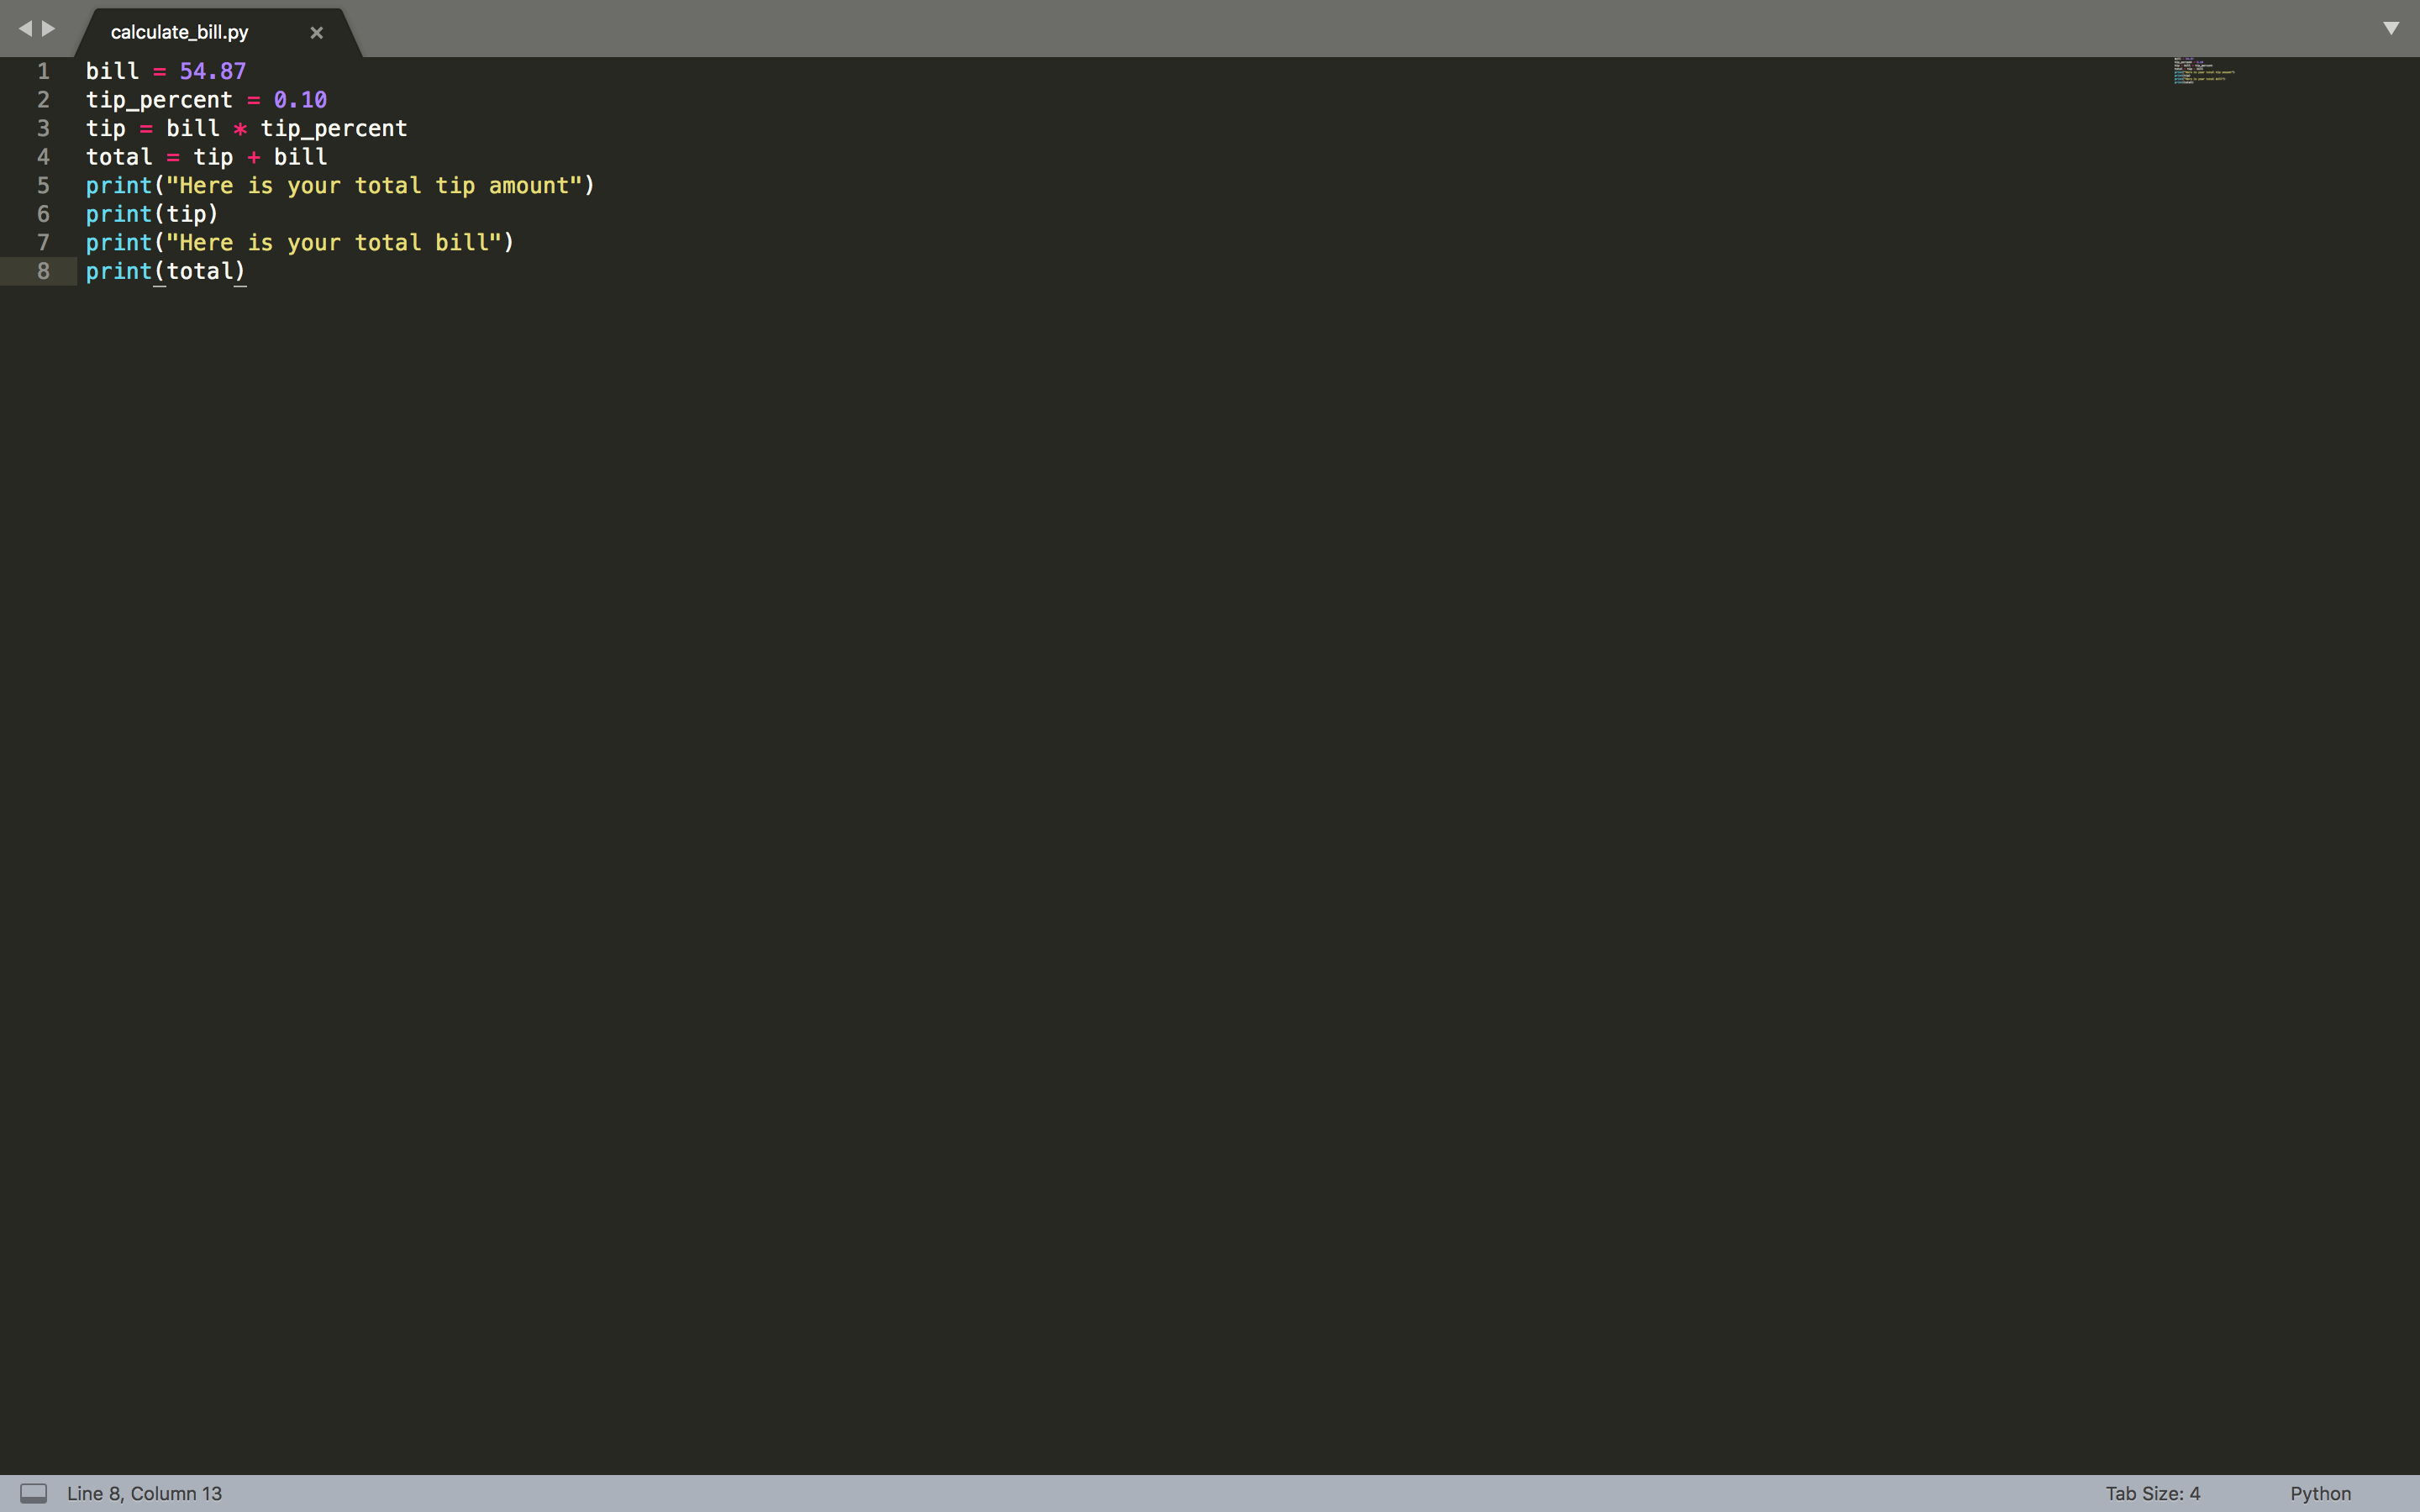 calculate_bill.py ×
1 bill = 54.87
2 tip_percent = 0.10
3 tip = bill * tip_percent
4 total = tip + bill
5 print("Here is your total tip amount")
6 print(tip)
7 print("Here is your total bill")
8 print(total)
Line 8, Column 13 Tab Size: 4 Python